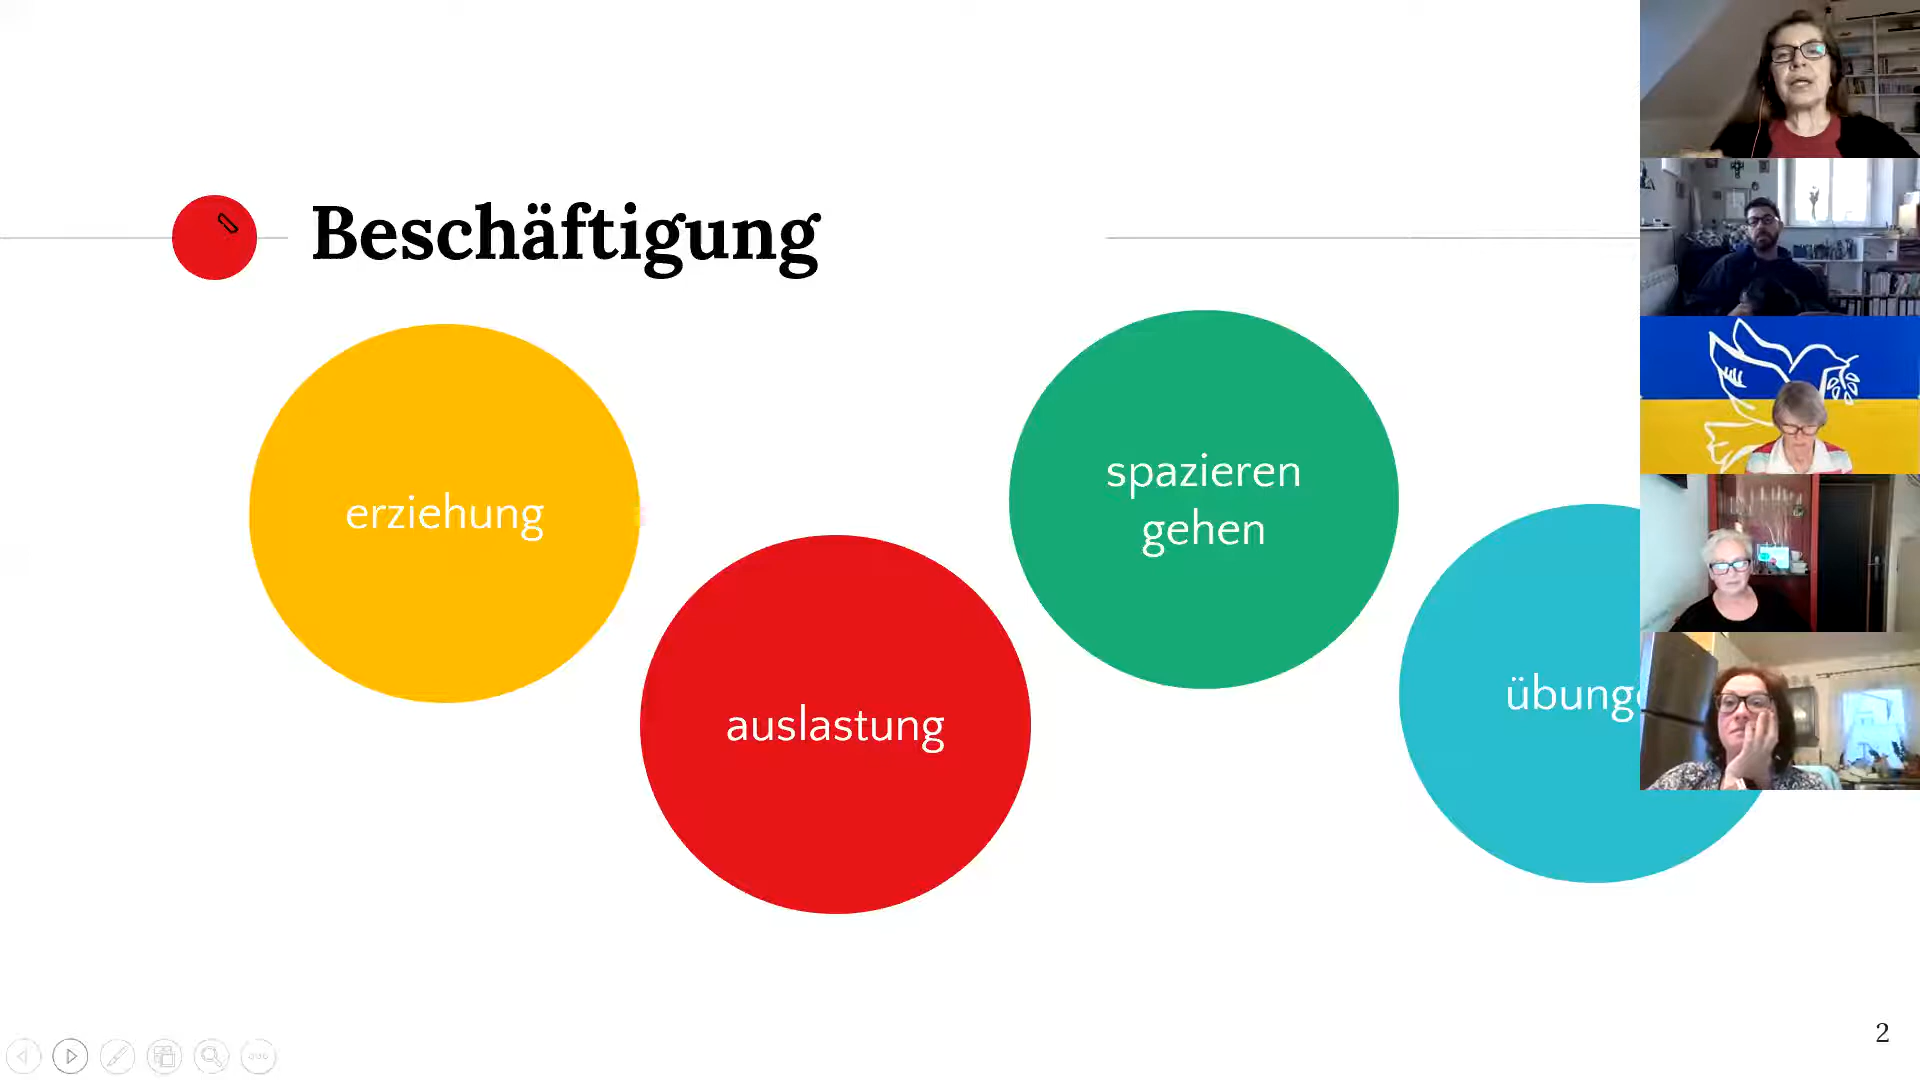 Beschäftigung
erziehung
auslastung
spazieren
gehen
2